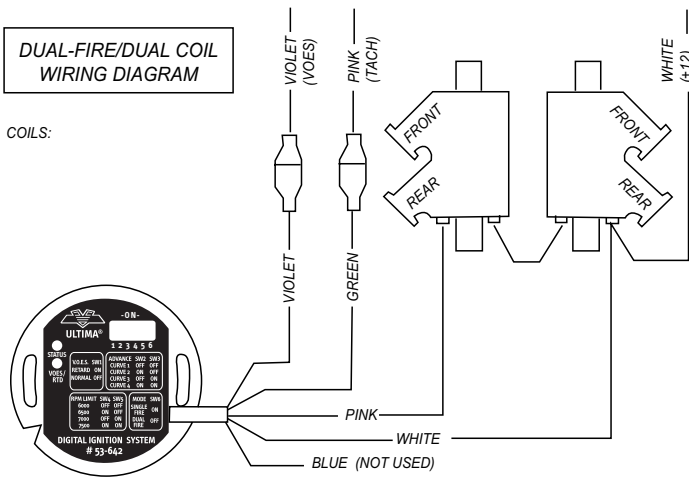 DUAL-FIRE/DUAL COIL
WIRING DIAGRAM
COILS:
VIOLET
(VOES)
PINK
(TACH)
WHITE
(+12)
FRONT
REAR
FRONT
REAR
VIOLET
GREEN
PINK
WHITE
BLUE (NOT USED)
ULTIMA®
-ON-
1 2 3 4 5 6
STATUS
VOES/
RTD
V.O.E.S. SW1
RETARD ON
NORMAL OFF
ADVANCE SW2 SW3
CURVE 1 OFF OFF
CURVE 2 ON OFF
CURVE 3 OFF ON
CURVE 4 ON ON
RPM LIMIT SW4 SW5
6000 OFF OFF
6500 ON OFF
7000 OFF ON
7500 ON ON
MODE SW6
SINGLE
FIRE ON
DUAL
FIRE OFF
DIGITAL IGNITION SYSTEM
# 53-642